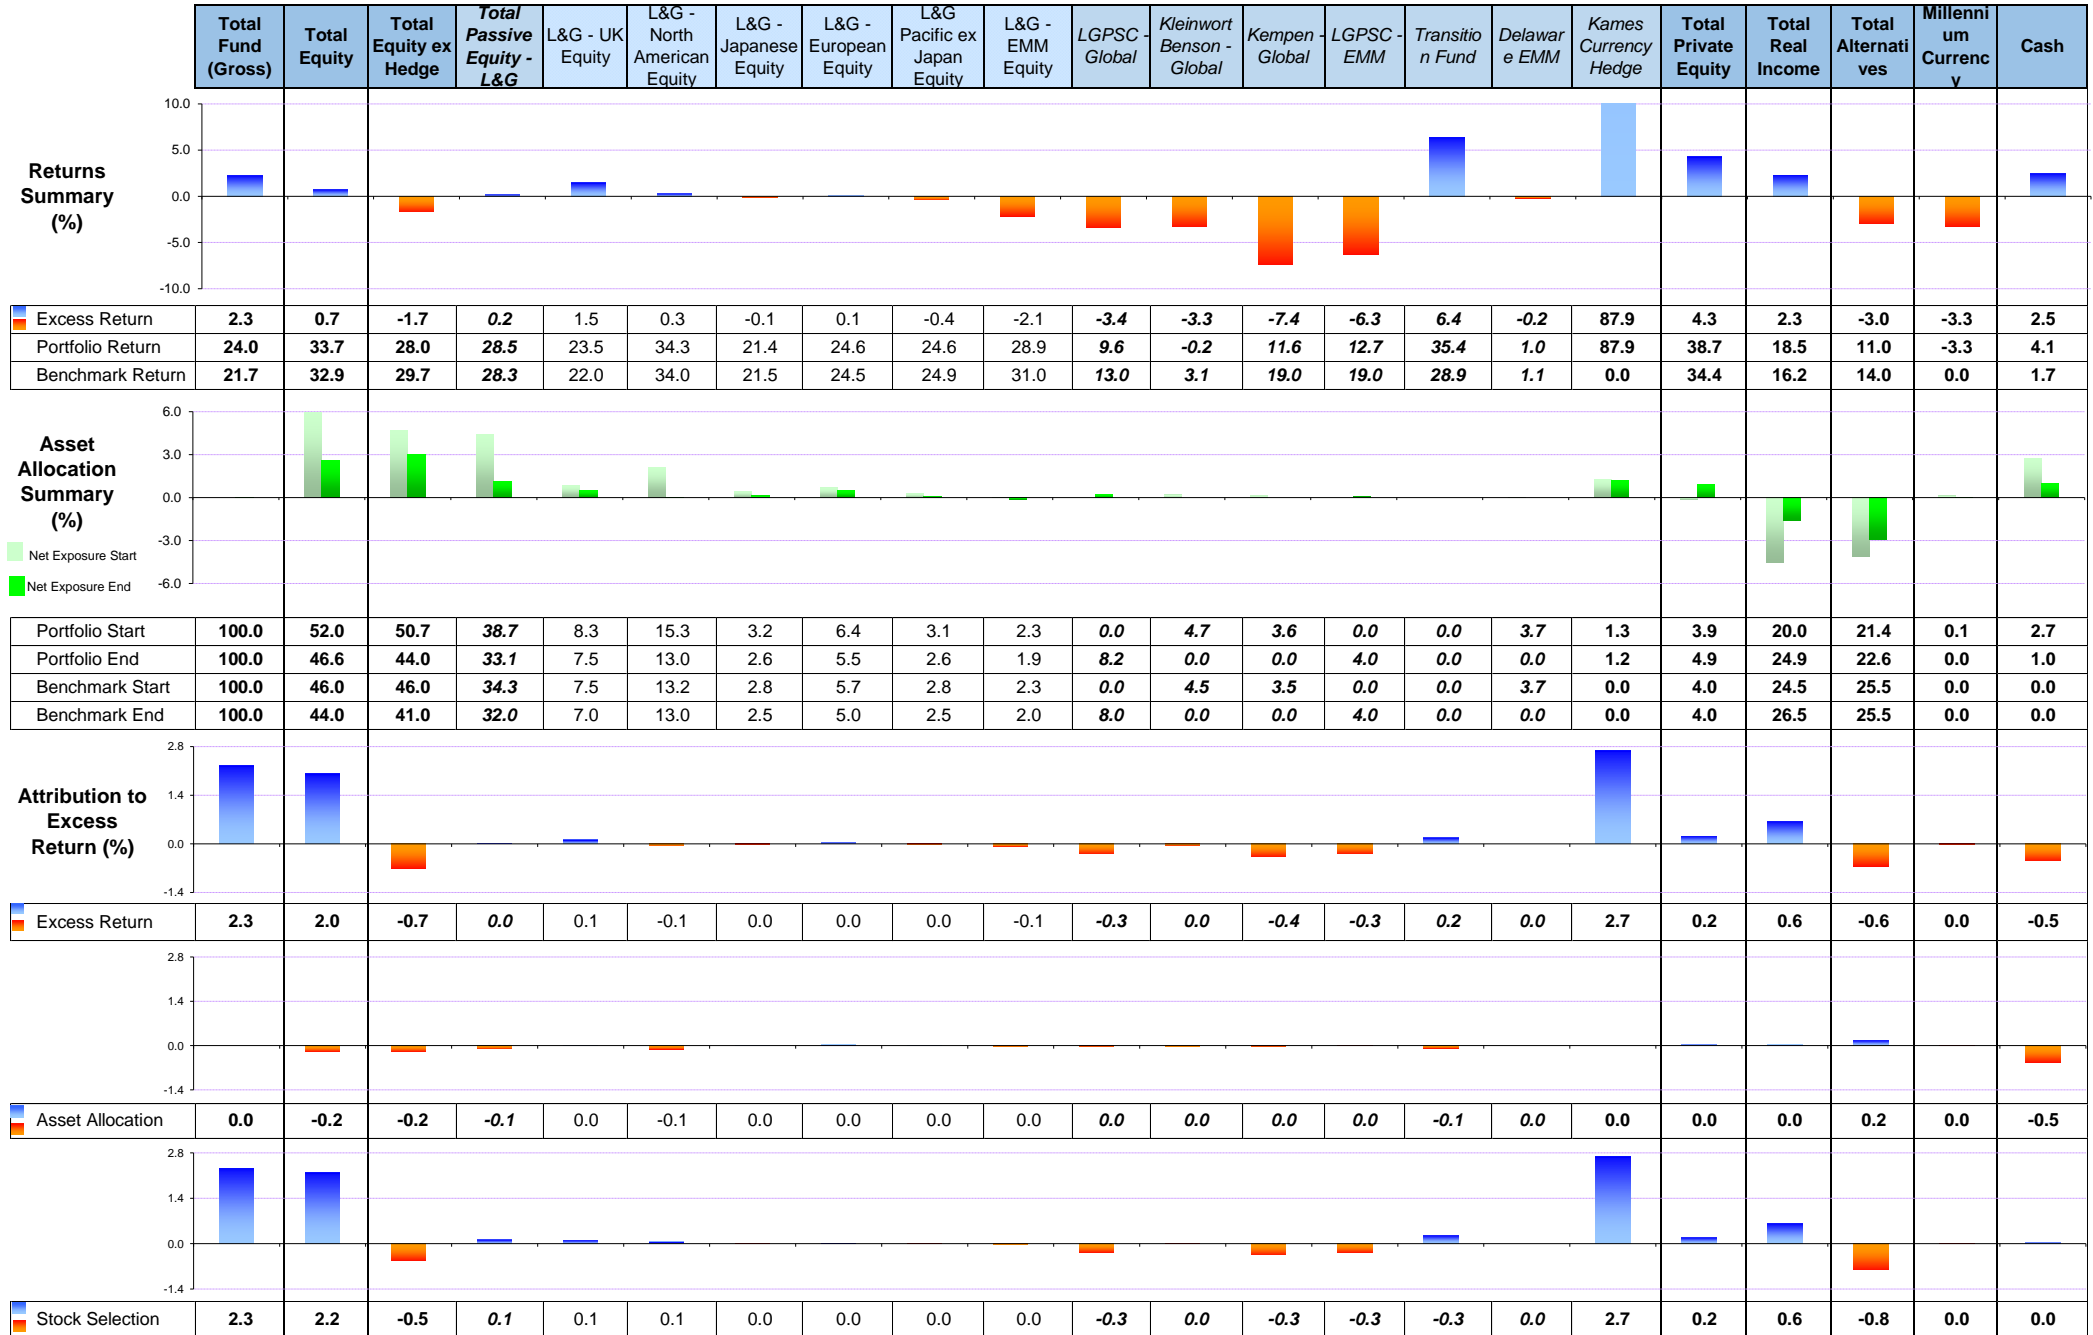 Total Fund (Gross) Total Equity Total Equity ex Hedge Total Passive Equity - L&G L&G - UK Equity L&G - North American Equity L&G - Japanese Equity L&G - European Equity L&G Pacific ex Japan Equity L&G - EMM Equity LGPSC - Global Kleinwort Benson - Global Kempen - Global LGPSC - EMM Transitio n Fund Delawar e EMM Kames Currency Hedge Total Private Equity Total Real Income Total Alternati ves Millenni um Currenc y Cash
Returns
Summary
(%)
10.0
5.0
0.0
-5.0
-10.0
Excess Return 2.3 0.7 -1.7 0.2 1.5 0.3 -0.1 0.1 -0.4 -2.1 -3.4 -3.3 -7.4 -6.3 6.4 -0.2 87.9 4.3 2.3 -3.0 -3.3 2.5
Portfolio Return 24.0 33.7 28.0 28.5 23.5 34.3 21.4 24.6 24.6 28.9 9.6 -0.2 11.6 12.7 35.4 1.0 87.9 38.7 18.5 11.0 -3.3 4.1
Benchmark Return 21.7 32.9 29.7 28.3 22.0 34.0 21.5 24.5 24.9 31.0 13.0 3.1 19.0 19.0 28.9 1.1 0.0 34.4 16.2 14.0 0.0 1.7
Asset
Allocation
Summary
(%)
Net Exposure Start
Net Exposure End
6.0
3.0
0.0
-3.0
-6.0
Portfolio Start 100.0 52.0 50.7 38.7 8.3 15.3 3.2 6.4 3.1 2.3 0.0 4.7 3.6 0.0 0.0 3.7 1.3 3.9 20.0 21.4 0.1 2.7
Portfolio End 100.0 46.6 44.0 33.1 7.5 13.0 2.6 5.5 2.6 1.9 8.2 0.0 0.0 4.0 0.0 0.0 1.2 4.9 24.9 22.6 0.0 1.0
Benchmark Start 100.0 46.0 46.0 34.3 7.5 13.2 2.8 5.7 2.8 2.3 0.0 4.5 3.5 0.0 0.0 3.7 0.0 4.0 24.5 25.5 0.0 0.0
Benchmark End 100.0 44.0 41.0 32.0 7.0 13.0 2.5 5.0 2.5 2.0 8.0 0.0 0.0 4.0 0.0 0.0 0.0 4.0 26.5 25.5 0.0 0.0
Attribution to
Excess
Return (%)
2.8
1.4
0.0
-1.4
Excess Return 2.3 2.0 -0.7 0.0 0.1 -0.1 0.0 0.0 0.0 -0.1 -0.3 0.0 -0.4 -0.3 0.2 0.0 2.7 0.2 0.6 -0.6 0.0 -0.5
2.8
1.4
0.0
-1.4
Asset Allocation 0.0 -0.2 -0.2 -0.1 0.0 -0.1 0.0 0.0 0.0 0.0 0.0 0.0 0.0 0.0 -0.1 0.0 0.0 0.0 0.0 0.2 0.0 -0.5
2.8
1.4
0.0
-1.4
Stock Selection 2.3 2.2 -0.5 0.1 0.1 0.1 0.0 0.0 0.0 0.0 -0.3 0.0 -0.3 -0.3 -0.3 0.0 2.7 0.2 0.6 -0.8 0.0 0.0